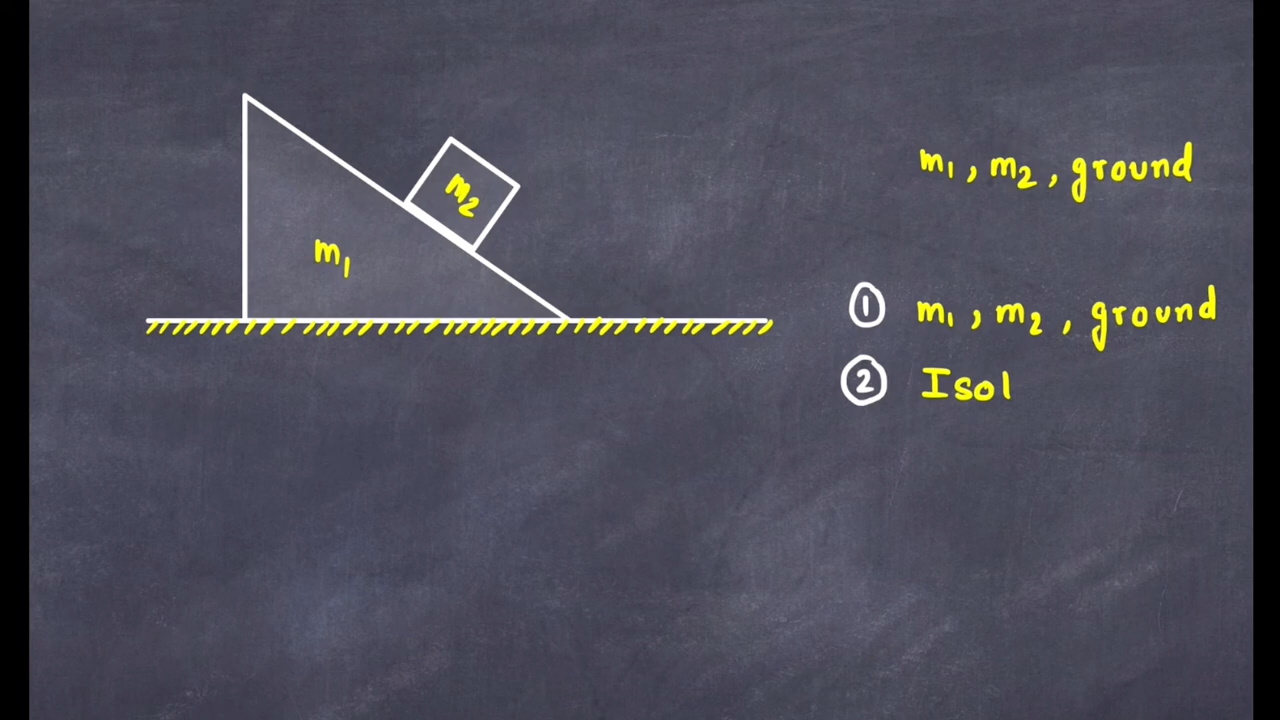 m₂
m₁
m₁, m₂, ground
① m₁, m₂, ground
② Isol